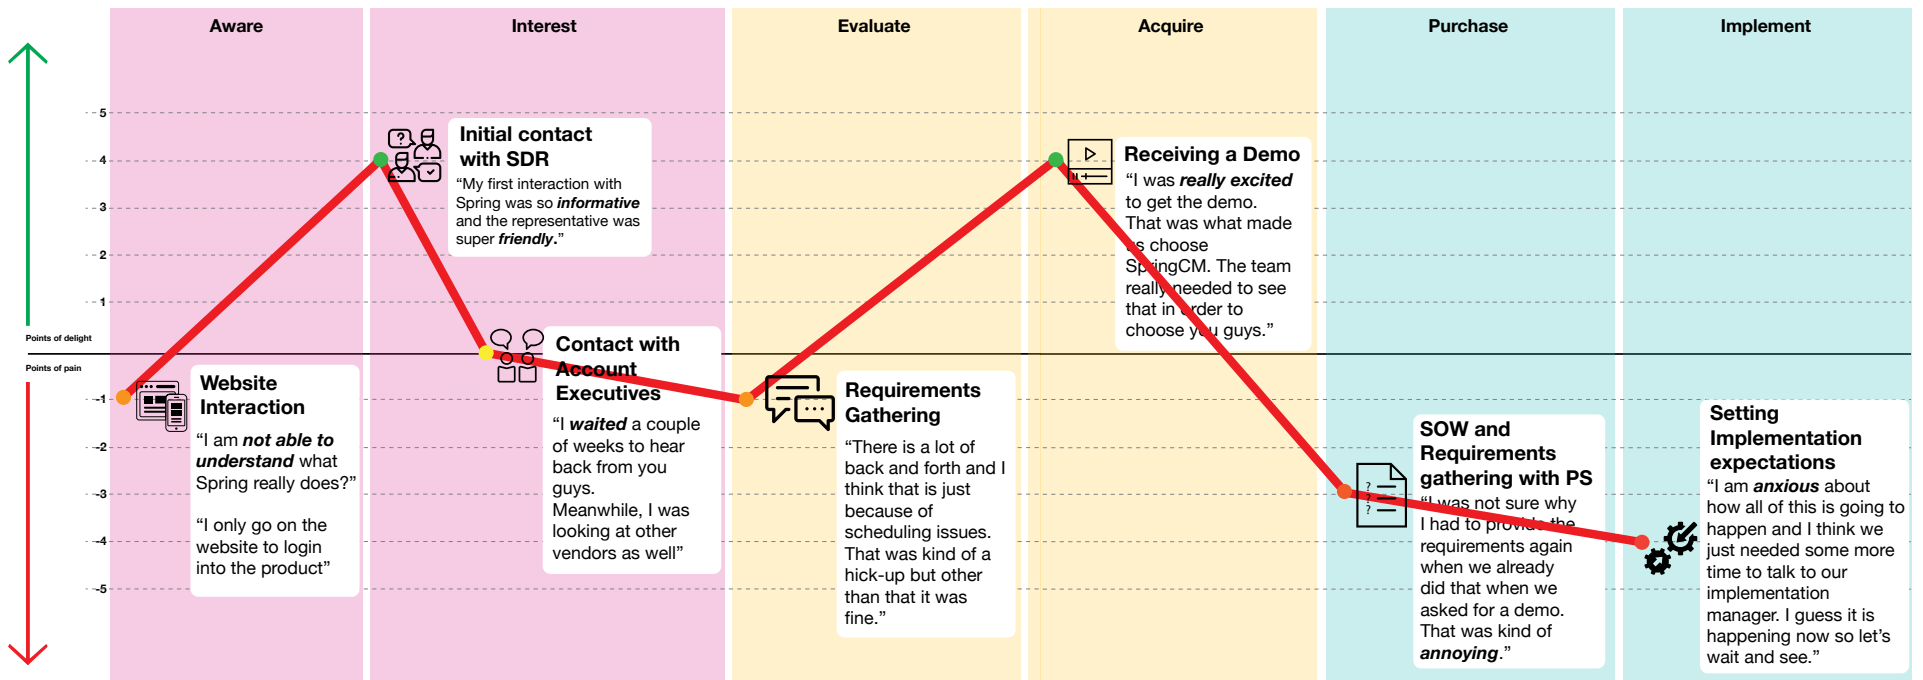 Aware
Interest
Evaluate
Acquire
Purchase
Implement
5
4
3
2
1
Points of delight
Points of pain
-1
-2
-3
-4
-5
Website
Interaction
“I am not able to
understand what
Spring really does?”
“I only go on the
website to login
into the product”
?
Initial contact
with SDR
“My first interaction with
Spring was so informative
and the representative was
super friendly.”
Contact with
Account
Executives
“I waited a couple
of weeks to hear
back from you
guys.
Meanwhile, I was
looking at other
vendors as well”
Requirements
Gathering
“There is a lot of
back and forth and I
think that is just
because of
scheduling issues.
That was kind of a
hick-up but other
than that it was
fine.”
Receiving a Demo
“I was really excited
to get the demo.
That was what made
us choose
SpringCM. The team
really needed to see
that in order to
choose you guys.”
?
?
?
SOW and
Requirements
gathering with PS
“I was not sure why
I had to provide the
requirements again
when we already
did that when we
asked for a demo.
That was kind of
annoying.”
Setting
Implementation
expectations
“I am anxious about
how all of this is going to
happen and I think we
just needed some more
time to talk to our
implementation
manager. I guess it is
happening now so let’s
wait and see.”